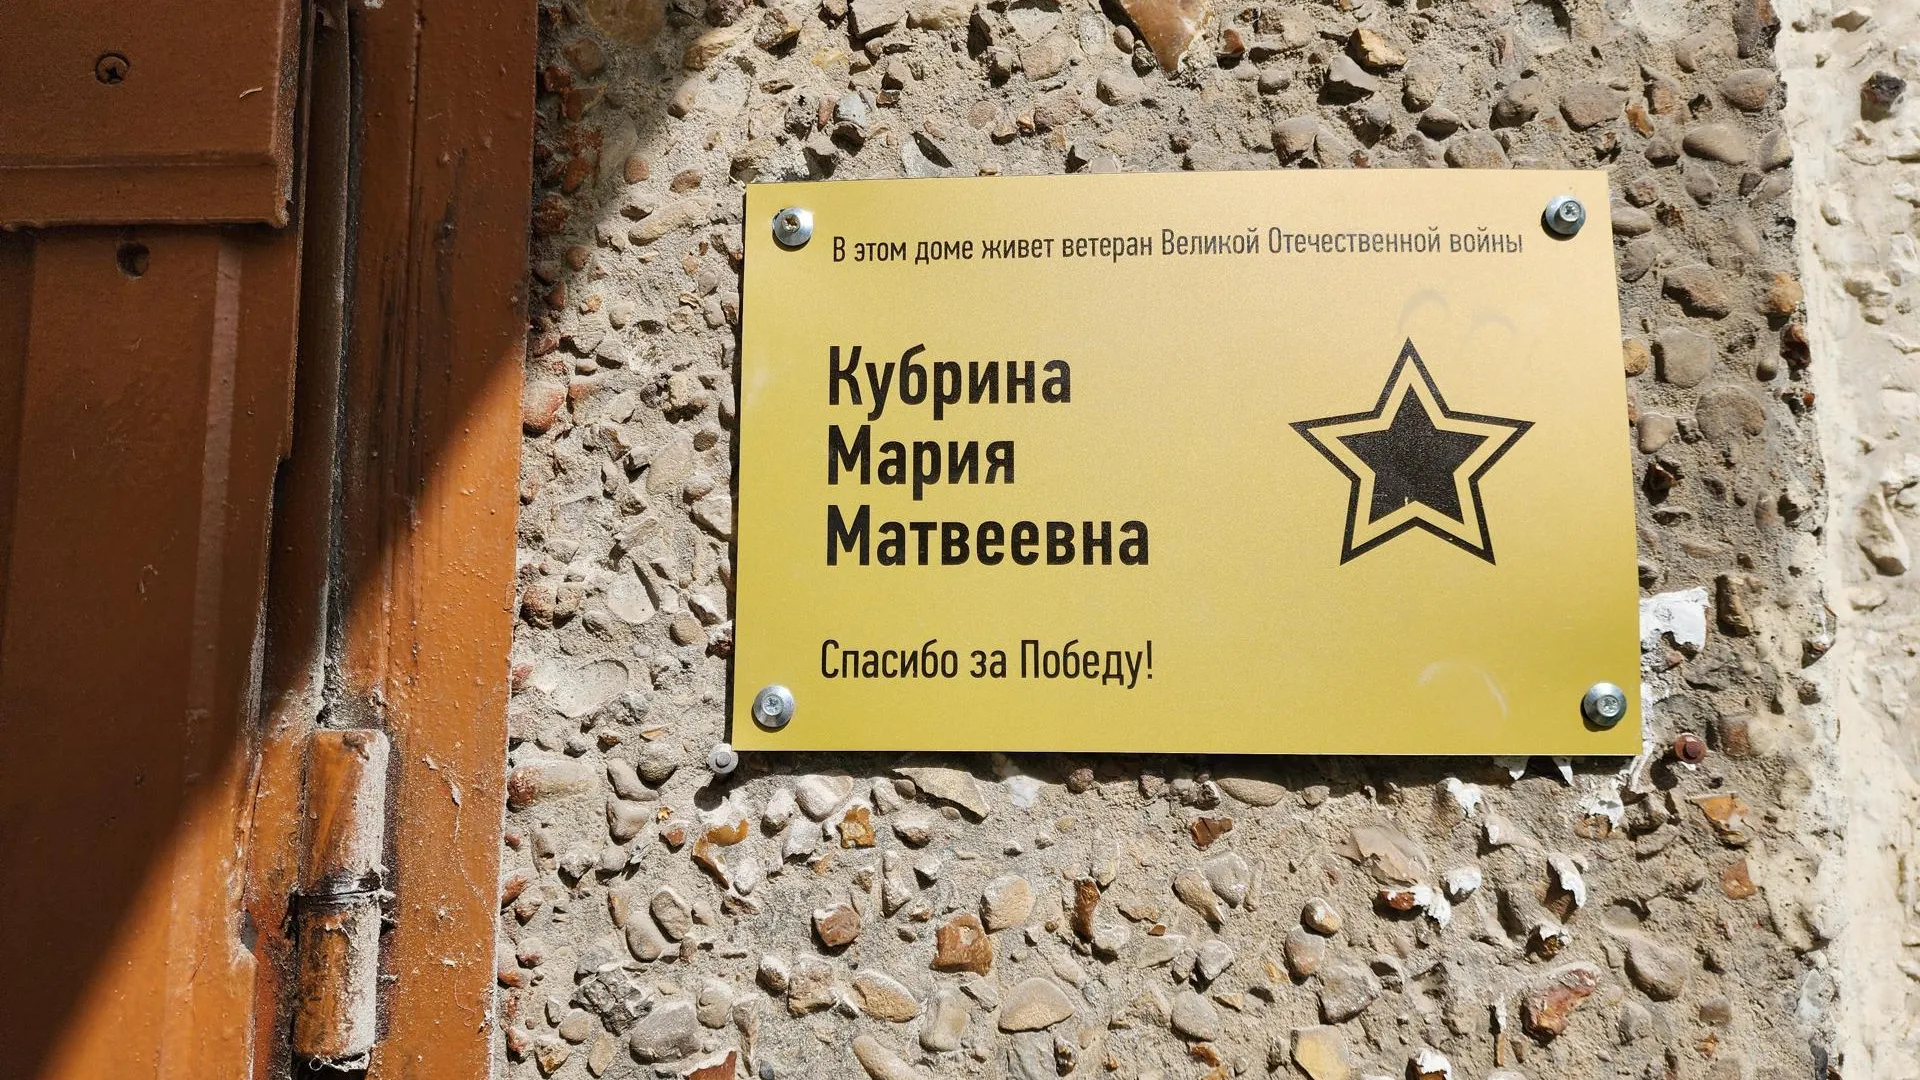 В этом доме живет ветеран Великой Отечественной войны
Кубрина
Мария
Матвеевна
Спасибо за Победу!